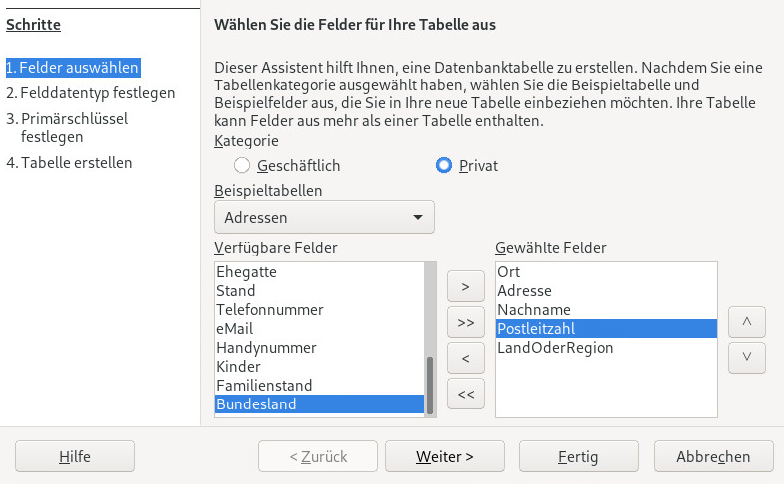 Schritte
1. Felder auswählen
2. Felddatentyp festlegen
3. Primärschlüssel
festlegen
4. Tabelle erstellen
Wählen Sie die Felder für Ihre Tabelle aus
Dieser Assistent hilft Ihnen, eine Datenbanktabelle zu erstellen. Nachdem Sie eine
Tabellenkategorie ausgewählt haben, wählen Sie die Beispieltabelle und
Beispielfelder aus, die Sie in Ihre neue Tabelle einbeziehen möchten. Ihre Tabelle
kann Felder aus mehr als einer Tabelle enthalten.
Kategorie
Geschäftlich
Privat
Beispieltabellen
Adressen
Verfügbare Felder
Ehegatte
Stand
Telefonnummer
eMail
Handynummer
Kinder
Familienstand
Bundesland
>
>>
<
<<
Gewählte Felder
Ort
Adresse
Nachname
Postleitzahl
LandOderRegion
^
v
Hilfe
< Zurück
Weiter >
Fertig
Abbrechen